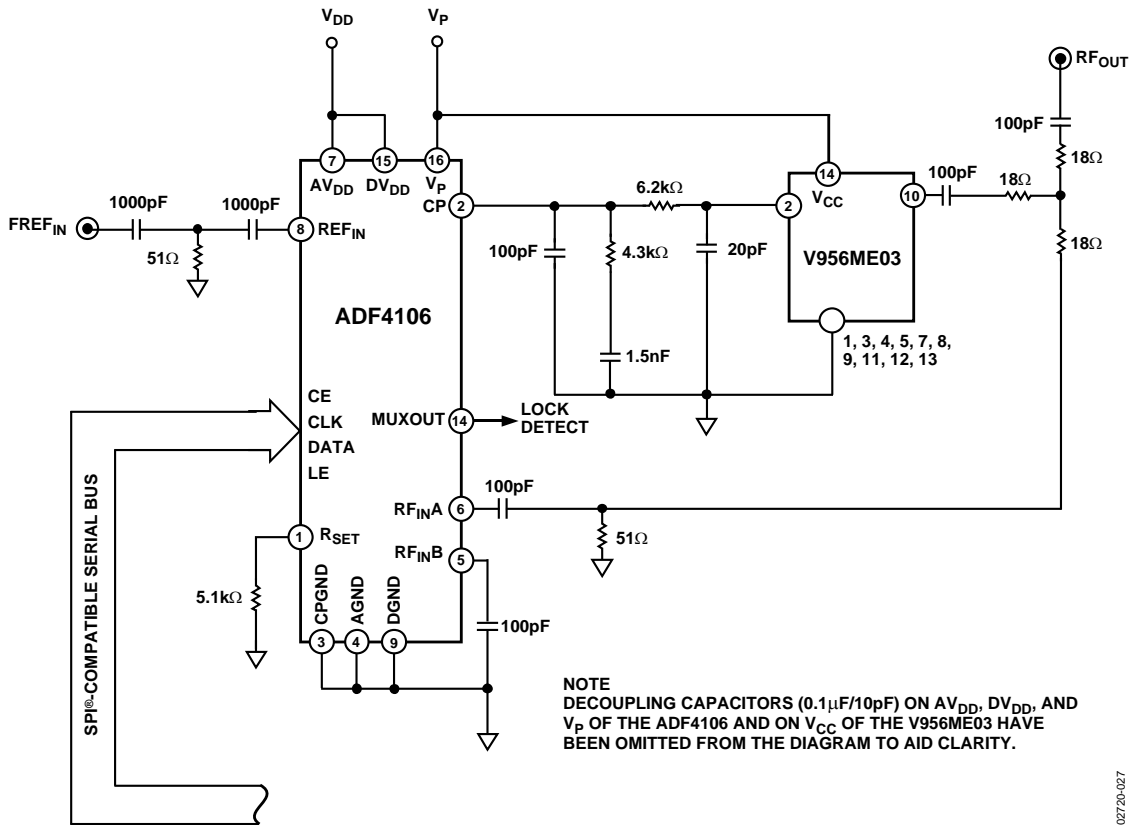 VDD
VP
RFOUT
100pF
18Ω
7
15
16
AVDD
DVDD
VP
14
VCC
100pF
10
18Ω
18Ω
1000pF
1000pF
CP
2
6.2kΩ
2
FREFIN
8
REFIN
51Ω
100pF
4.3kΩ
20pF
V956ME03
ADF4106
1.5nF
1, 3, 4, 5, 7, 8,
9, 11, 12, 13
CE
CLK
DATA
LE
MUXOUT
14
LOCK
DETECT
SPI®-COMPATIBLE SERIAL BUS
100pF
RFINA
6
51Ω
1
RSET
RFINB
5
5.1kΩ
CPGND
AGND
DGND
3
4
9
100pF
NOTE
DECOUPLING CAPACITORS (0.1µF/10pF) ON AVDD, DVDD, AND
VP OF THE ADF4106 AND ON VCC OF THE V956ME03 HAVE
BEEN OMITTED FROM THE DIAGRAM TO AID CLARITY.
02720-027